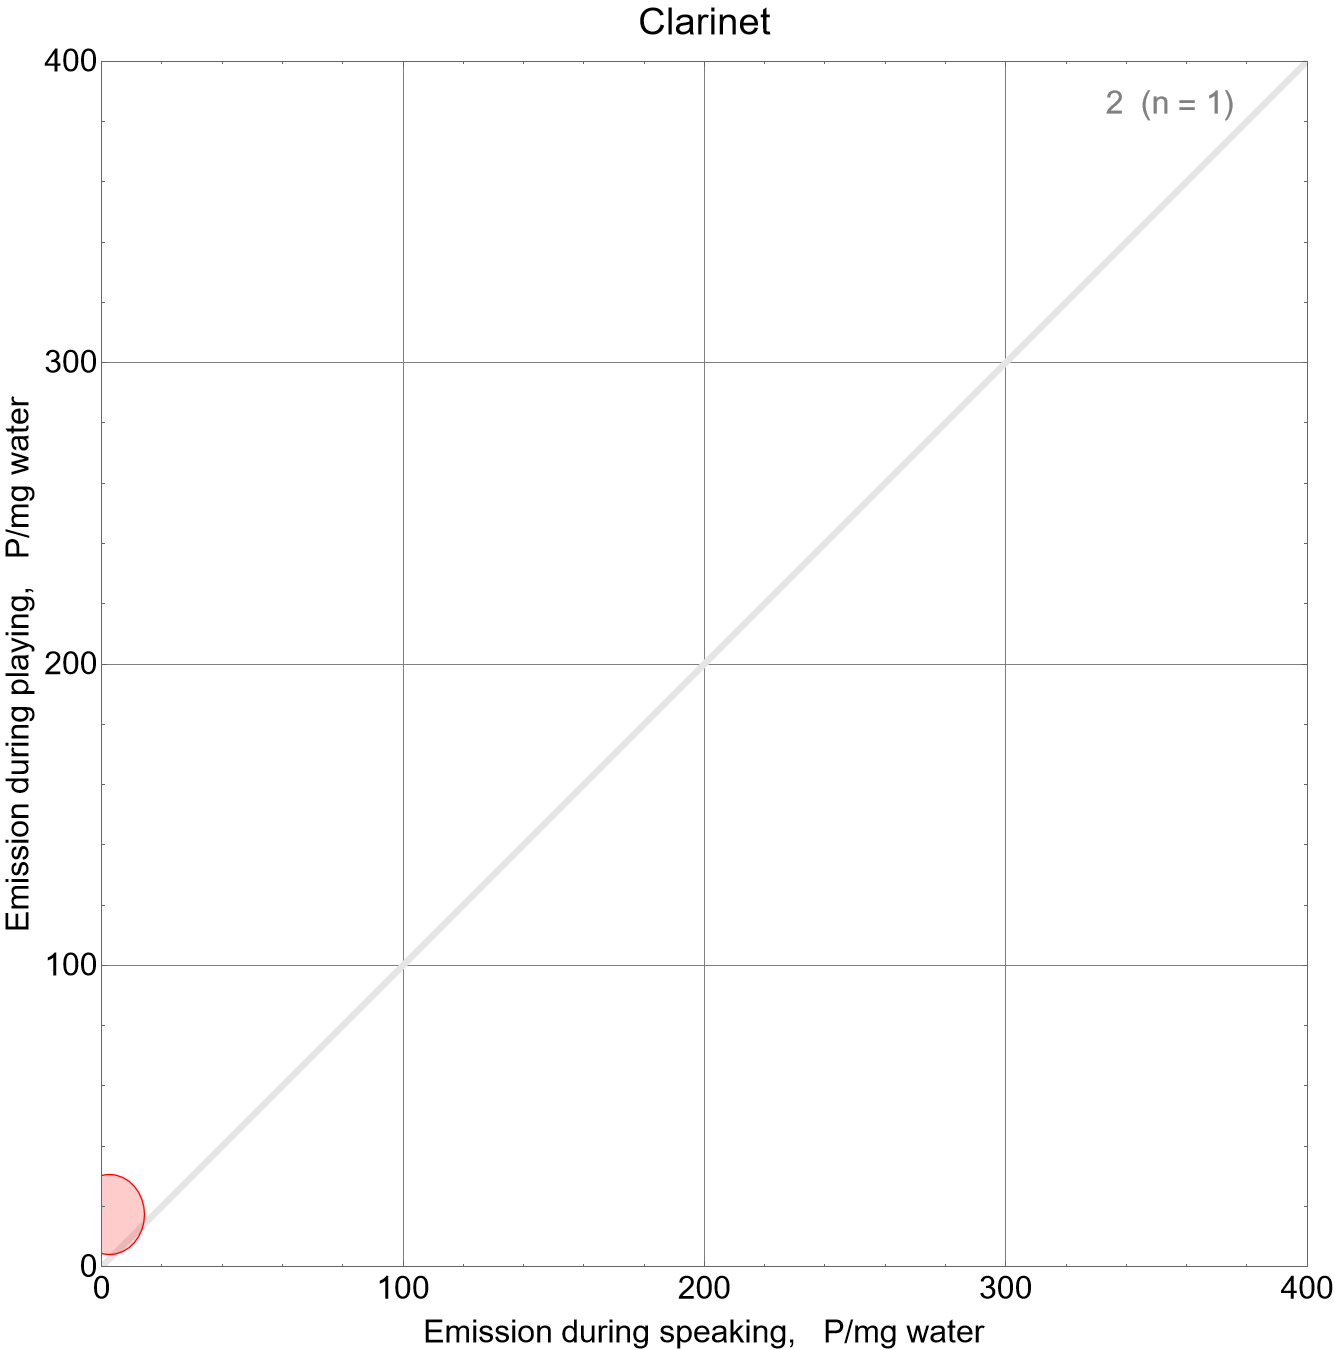 Clarinet
400
2 (n = 1)
300
200
100
0
Emission during playing, P/mg water
0 100 200 300 400
Emission during speaking, P/mg water